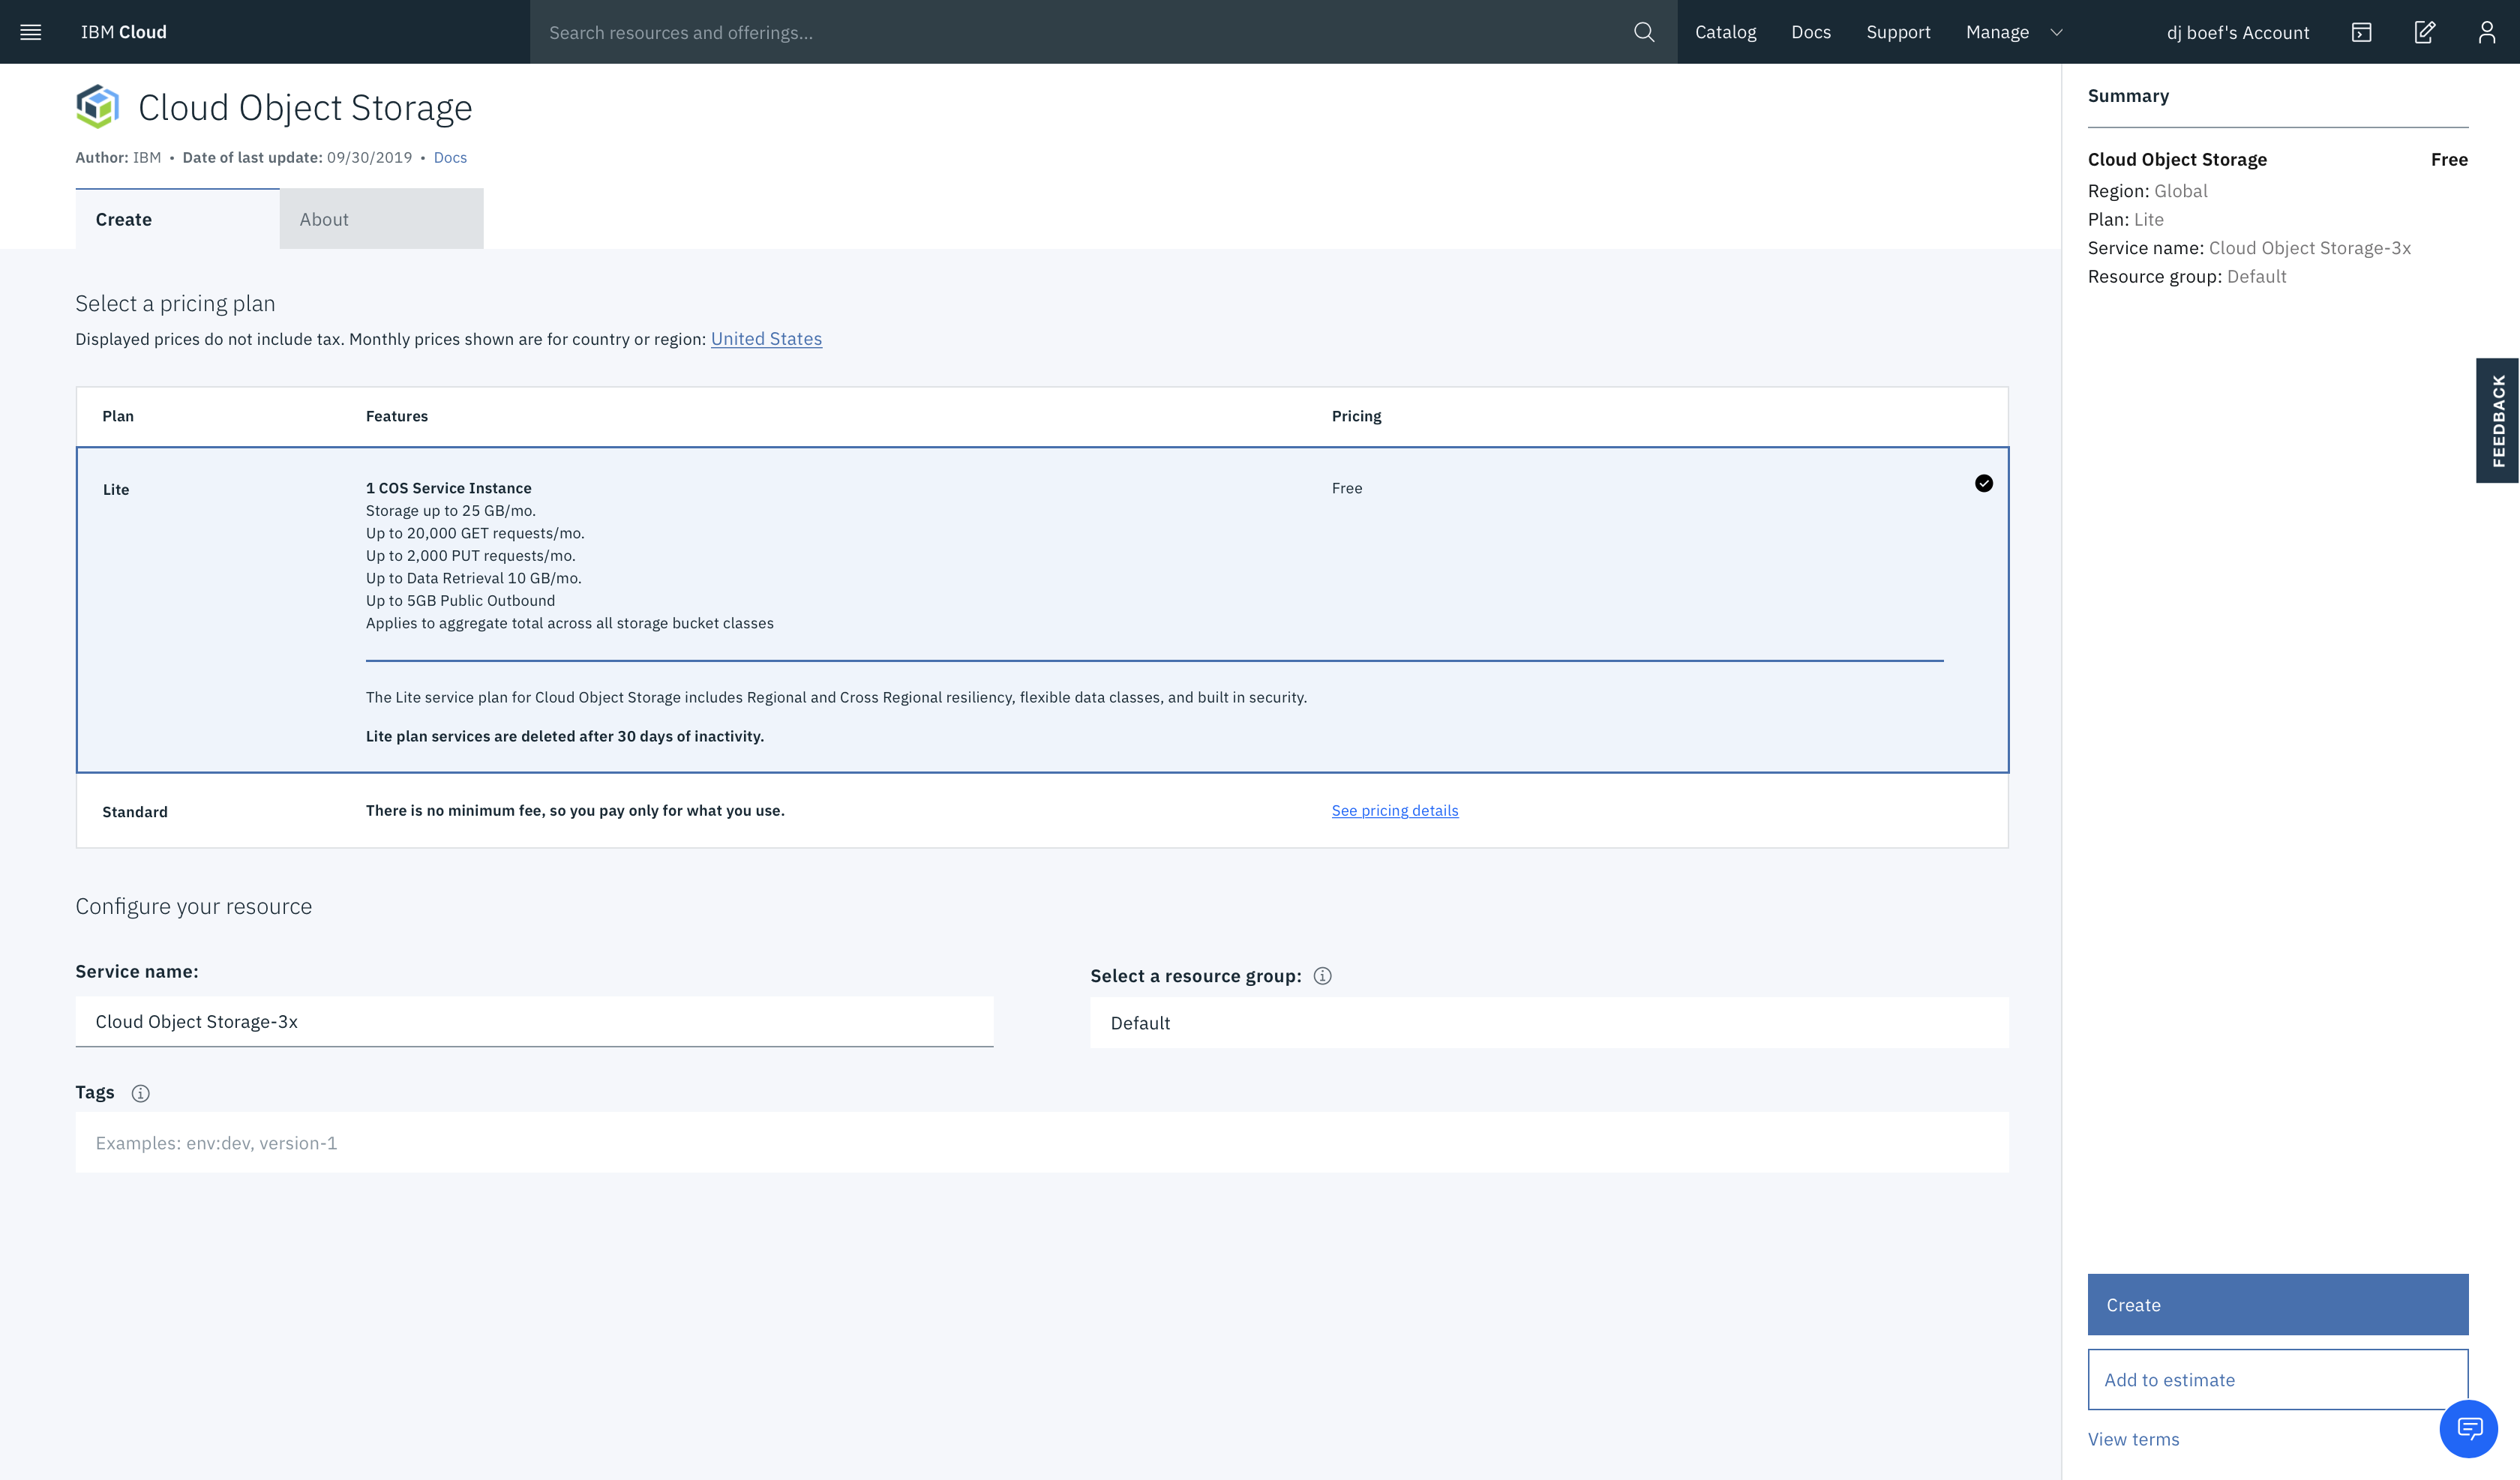 IBM Cloud
Search resources and offerings...
Catalog
Docs
Support
Manage
dj boef's Account
Cloud Object Storage
Author: IBM • Date of last update: 09/30/2019 • Docs
Create
About
Select a pricing plan
Displayed prices do not include tax. Monthly prices shown are for country or region: United States
Plan
Features
Pricing
Lite
1 COS Service Instance
Storage up to 25 GB/mo.
Up to 20,000 GET requests/mo.
Up to 2,000 PUT requests/mo.
Up to Data Retrieval 10 GB/mo.
Up to 5GB Public Outbound
Applies to aggregate total across all storage bucket classes
Free
The Lite service plan for Cloud Object Storage includes Regional and Cross Regional resiliency, flexible data classes, and built in security.
Lite plan services are deleted after 30 days of inactivity.
Standard
There is no minimum fee, so you pay only for what you use.
See pricing details
Configure your resource
Service name:
Cloud Object Storage-3x
Select a resource group:
Default
Tags
Examples: env:dev, version-1
Summary
Cloud Object Storage
Free
Region: Global
Plan: Lite
Service name: Cloud Object Storage-3x
Resource group: Default
FEEDBACK
Create
Add to estimate
View terms